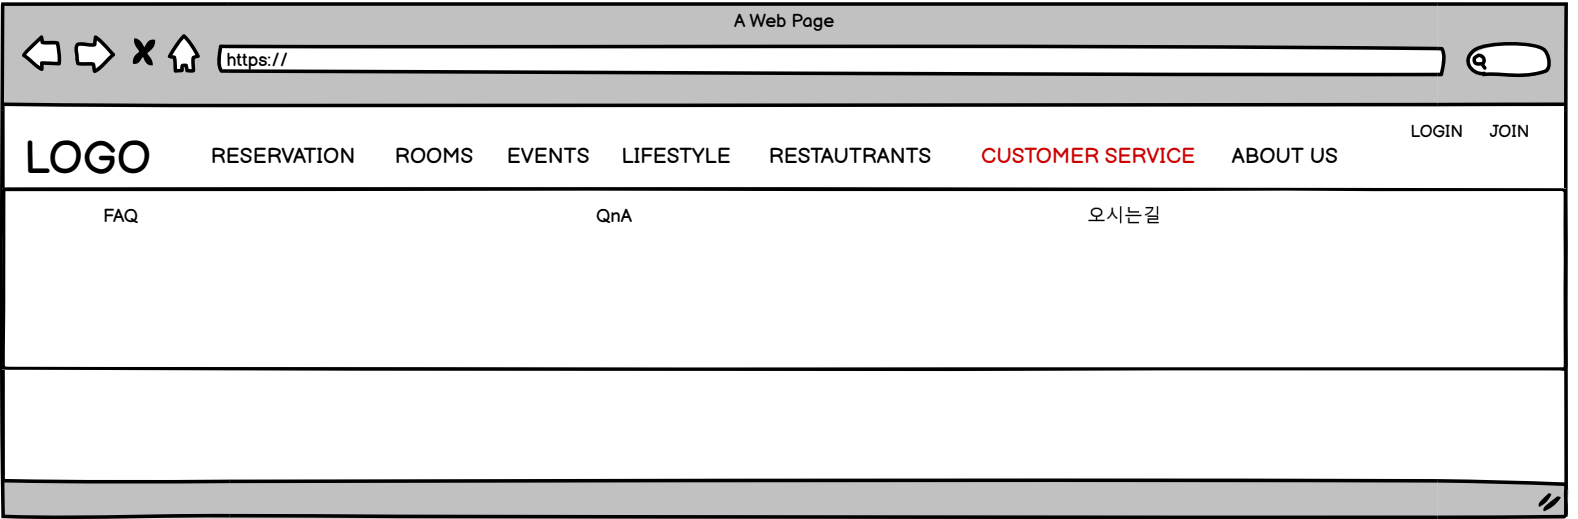 A Web Page
https://
LOGIN JOIN
LOGO RESERVATION ROOMS EVENTS LIFESTYLE RESTAUTRANTS CUSTOMER SERVICE ABOUT US
FAQ QnA 오시는길